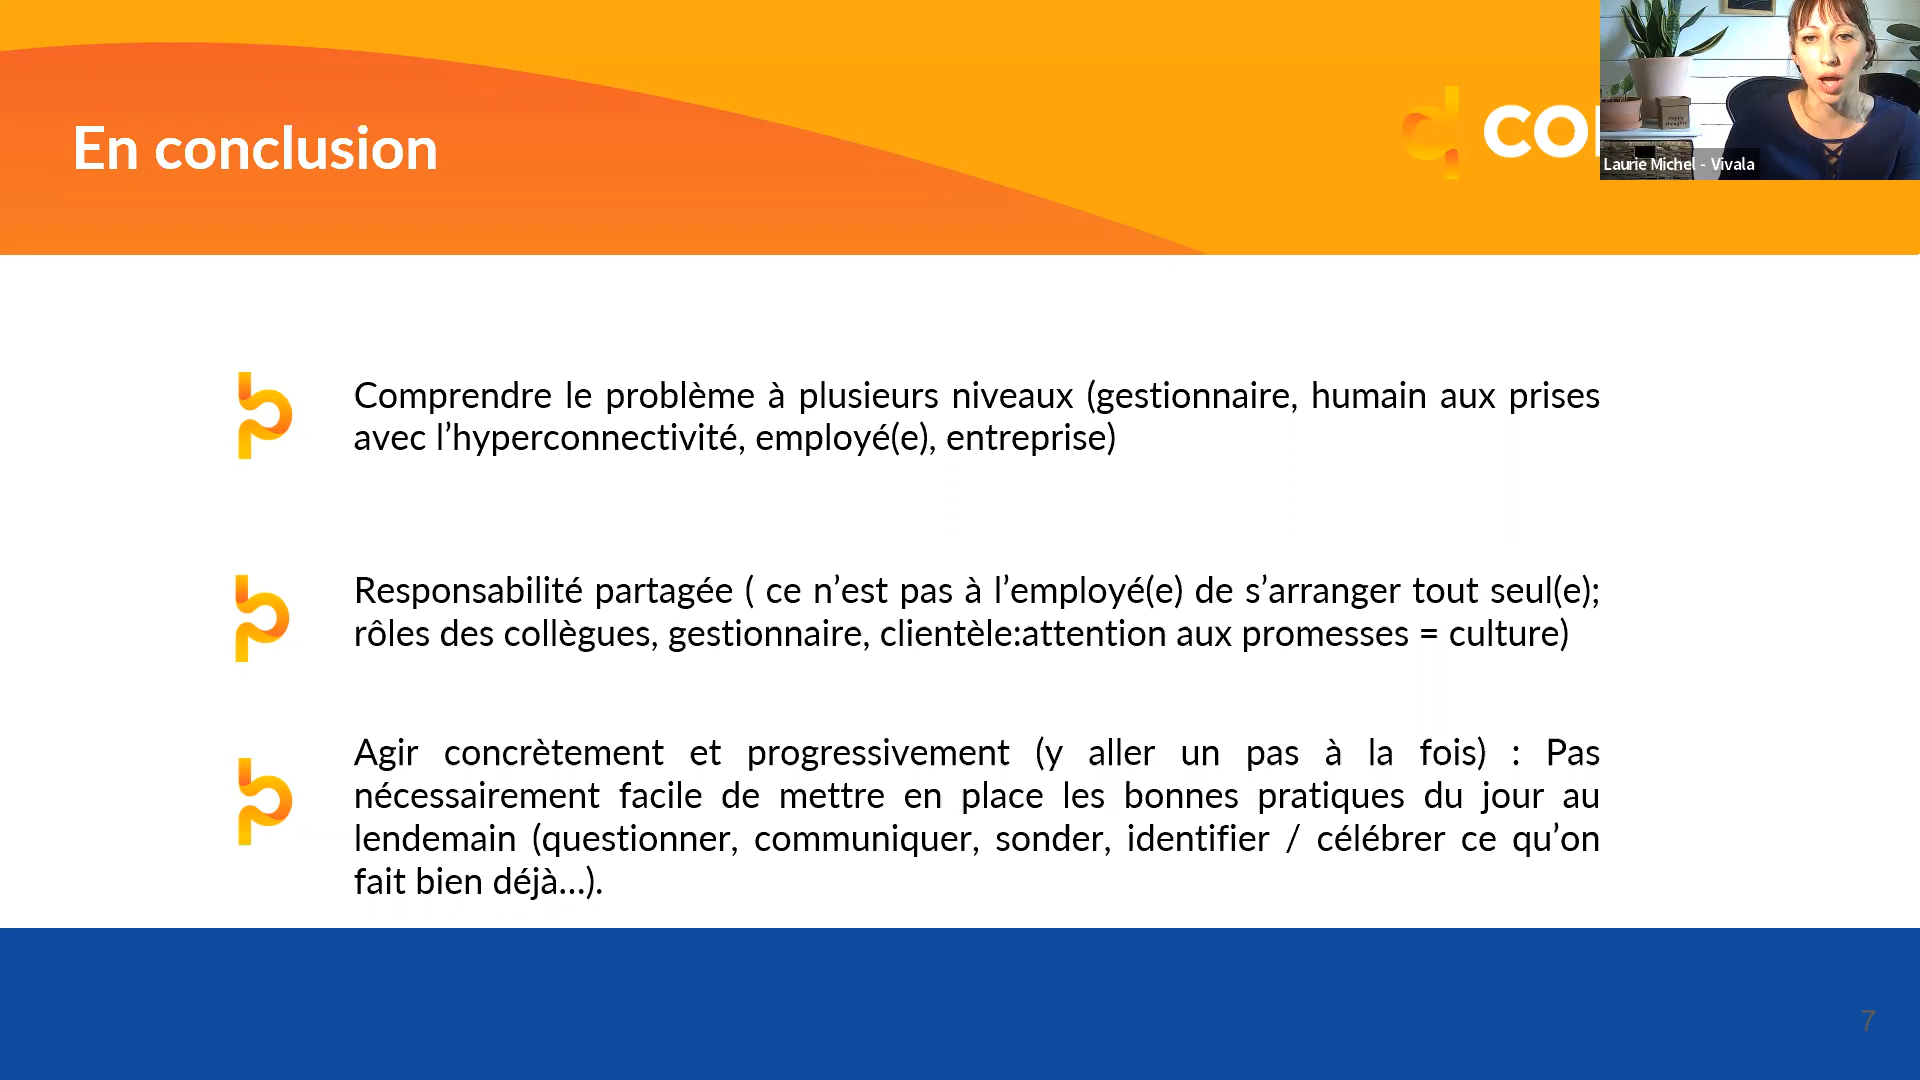 En conclusion
co
Laurie Michel - Vivala
Comprendre le problème à plusieurs niveaux (gestionnaire, humain aux prises
avec l’hyperconnectivité, employé(e), entreprise)
Responsabilité partagée ( ce n’est pas à l’employé(e) de s’arranger tout seul(e);
rôles des collègues, gestionnaire, clientèle:attention aux promesses = culture)
Agir concrètement et progressivement (y aller un pas à la fois) : Pas
nécessairement facile de mettre en place les bonnes pratiques du jour au
lendemain (questionner, communiquer, sonder, identifier / célébrer ce qu’on
fait bien déjà...).
7